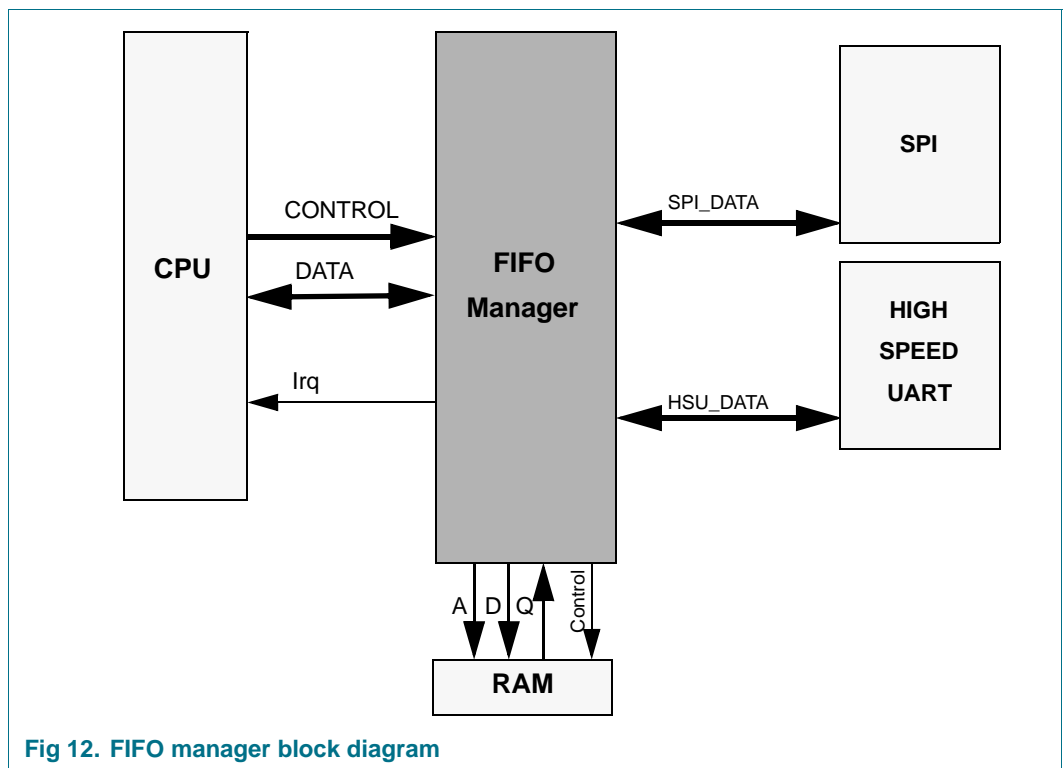 CPU
CONTROL
DATA
Irq
FIFO
Manager
SPI_DATA
SPI
HSU_DATA
HIGH
SPEED
UART
A D Q Control
RAM
Fig 12. FIFO manager block diagram